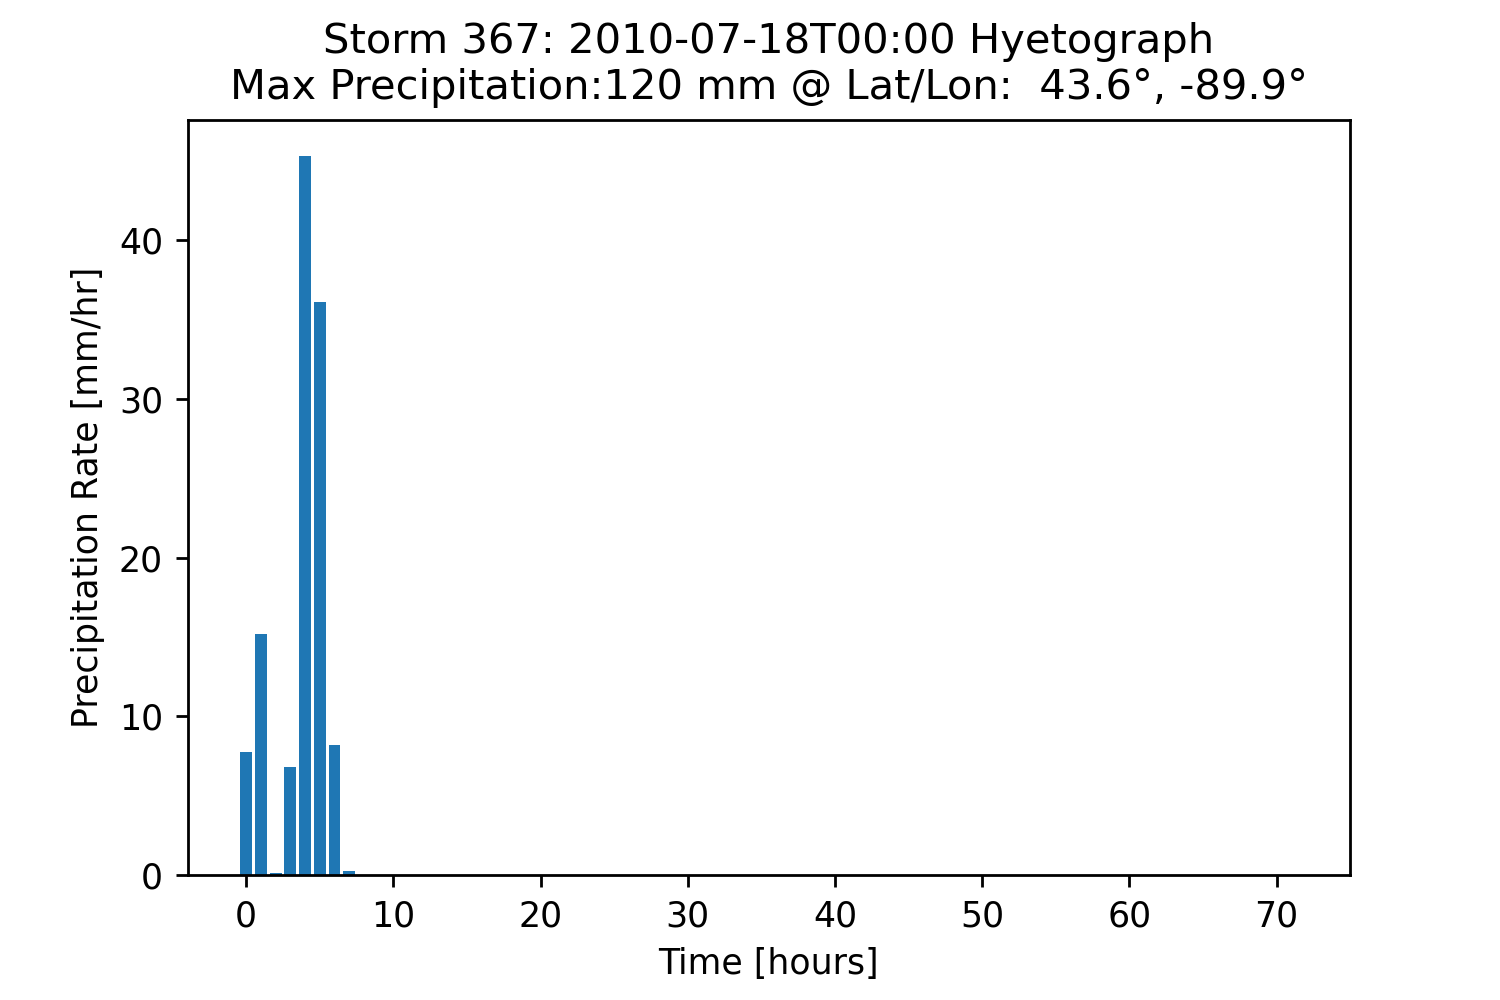 Storm 367: 2010-07-18T00:00 Hyetograph
Max Precipitation:120 mm @ Lat/Lon:  43.6°, -89.9°
Precipitation Rate [mm/hr]
40
30
20
10
0
0 10 20 30 40 50 60 70
Time [hours]